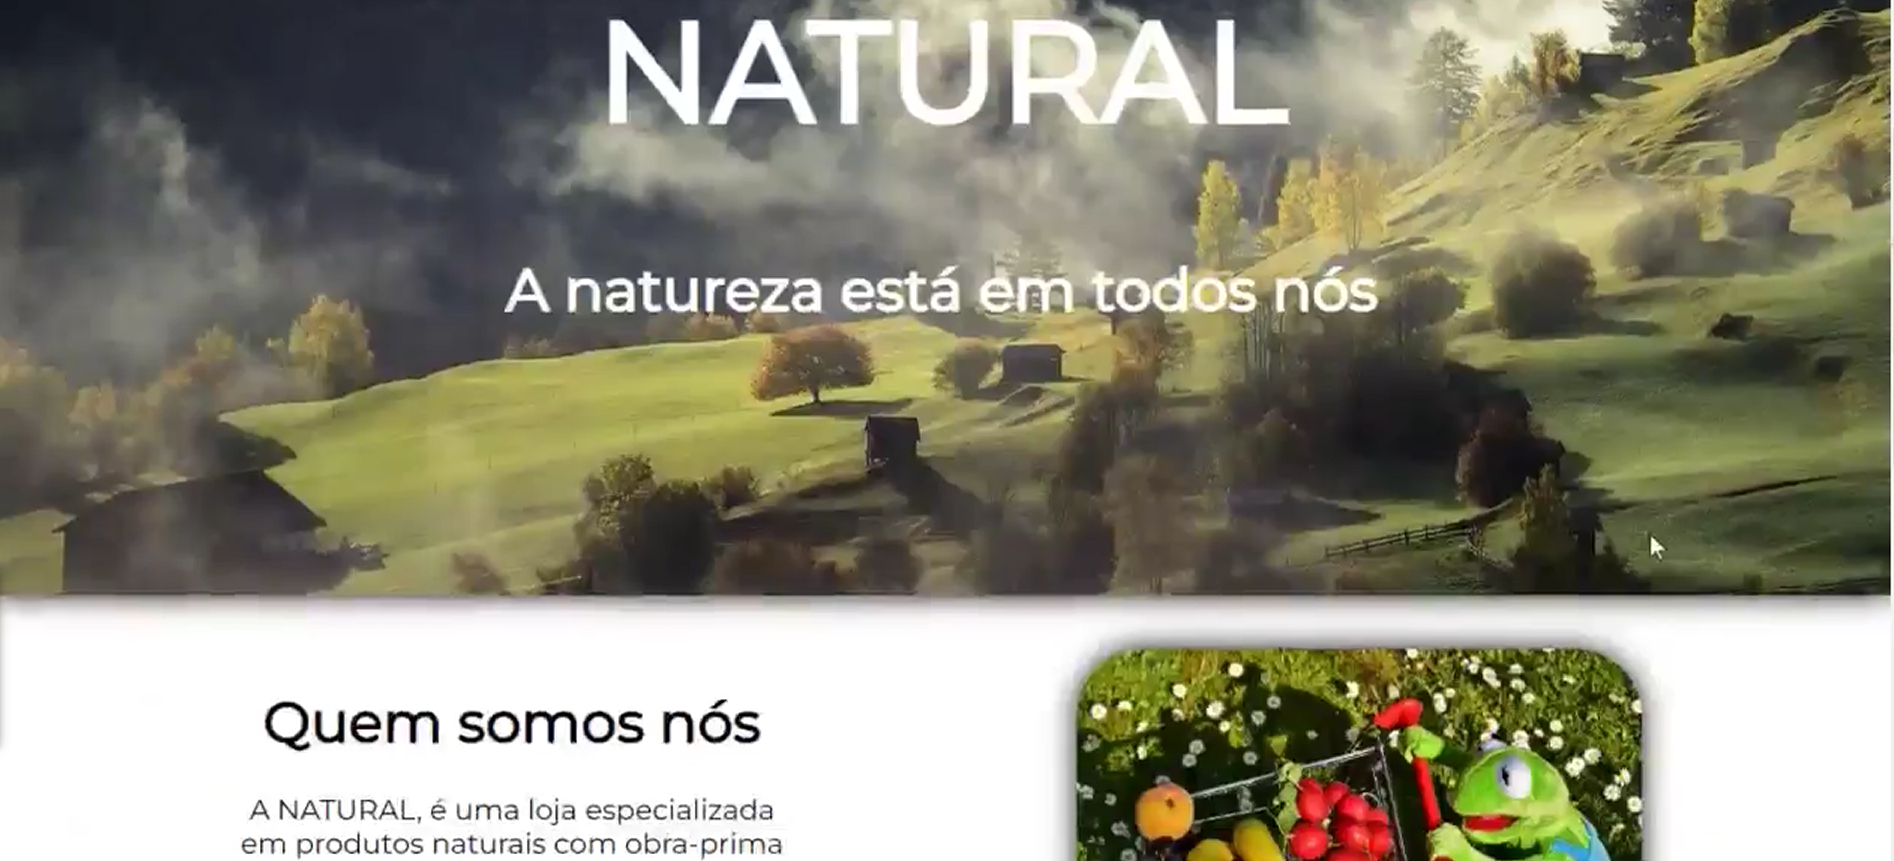 NATURAL
A natureza está em todos nós
Quem somos nós
A NATURAL, é uma loja especializada
em produtos naturais com obra-prima